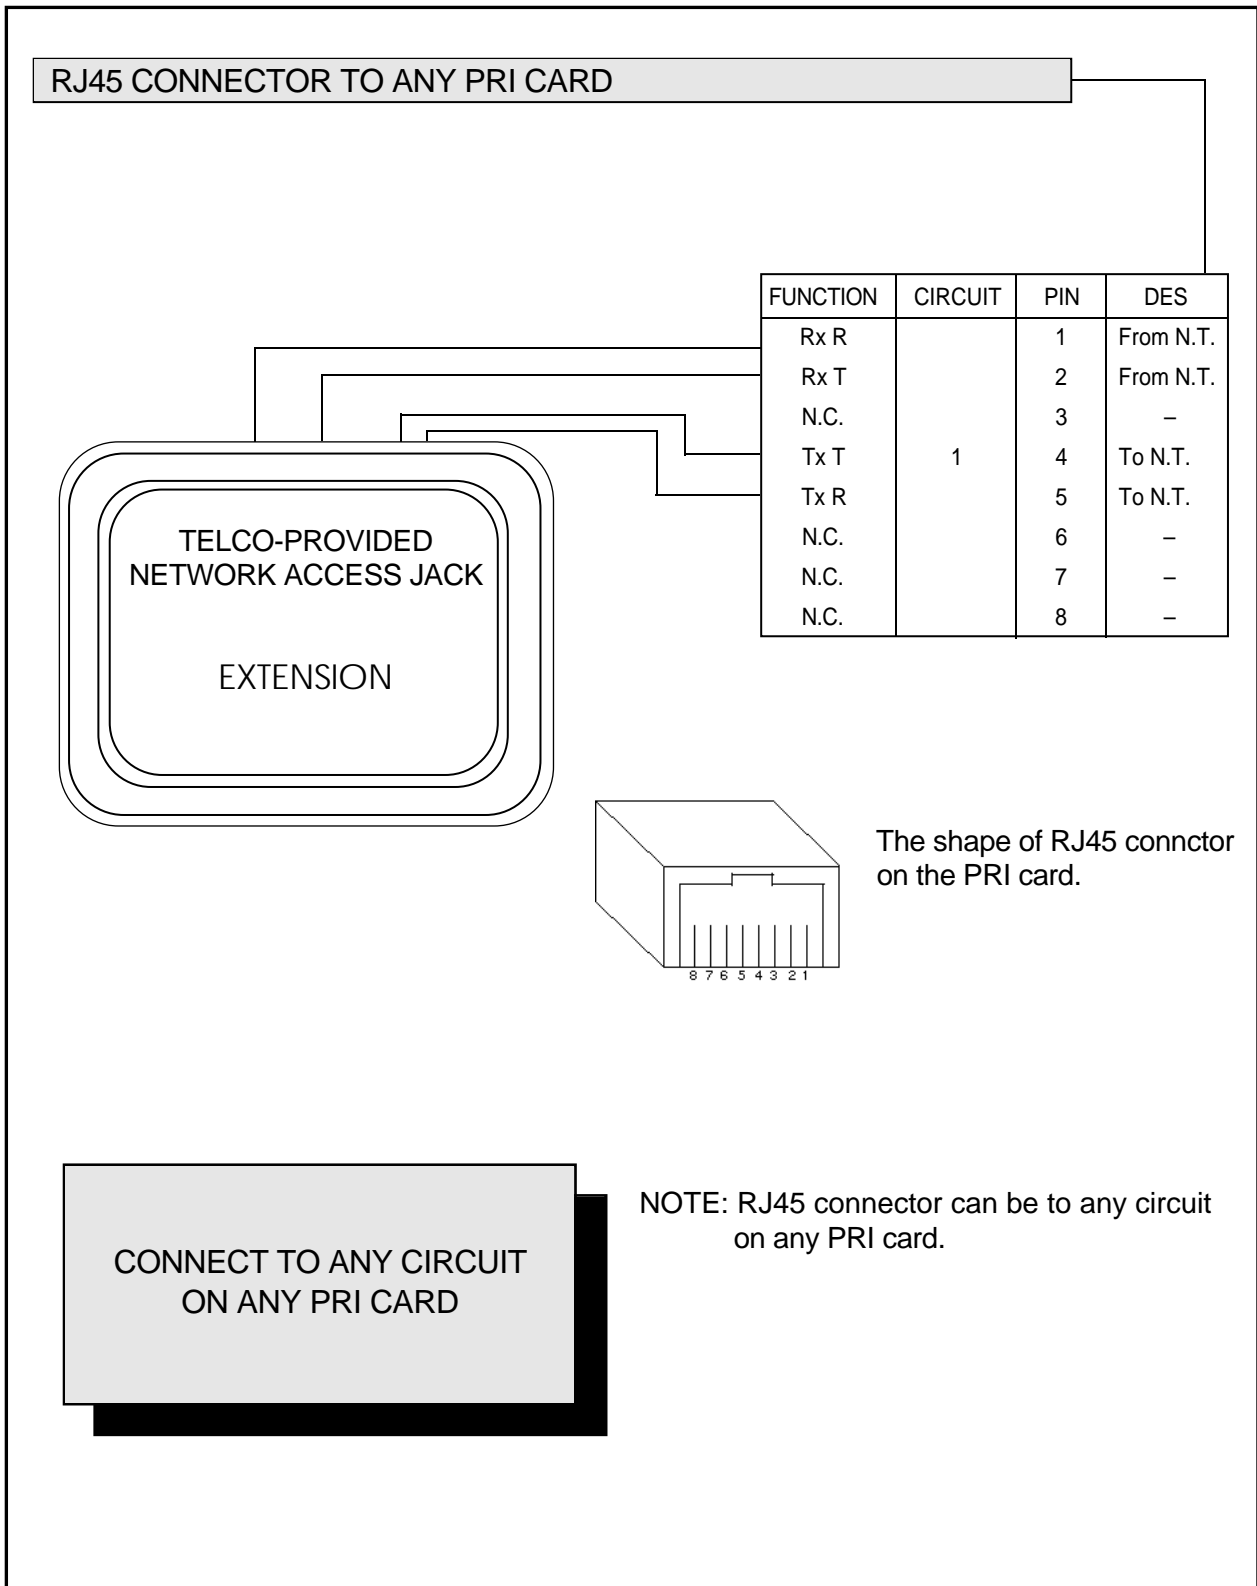 RJ45 CONNECTOR TO ANY PRI CARD
FUNCTION CIRCUIT PIN DES
Rx R 1 From N.T.
Rx T 2 From N.T.
N.C. 3 –
Tx T 1 4 To N.T.
Tx R 5 To N.T.
N.C. 6 –
N.C. 7 –
N.C. 8 –
TELCO-PROVIDED
NETWORK ACCESS JACK
EXTENSION
The shape of RJ45 connctor
on the PRI card.
8 7 6 5 4 3 2 1
CONNECT TO ANY CIRCUIT
ON ANY PRI CARD
NOTE: RJ45 connector can be to any circuit
on any PRI card.